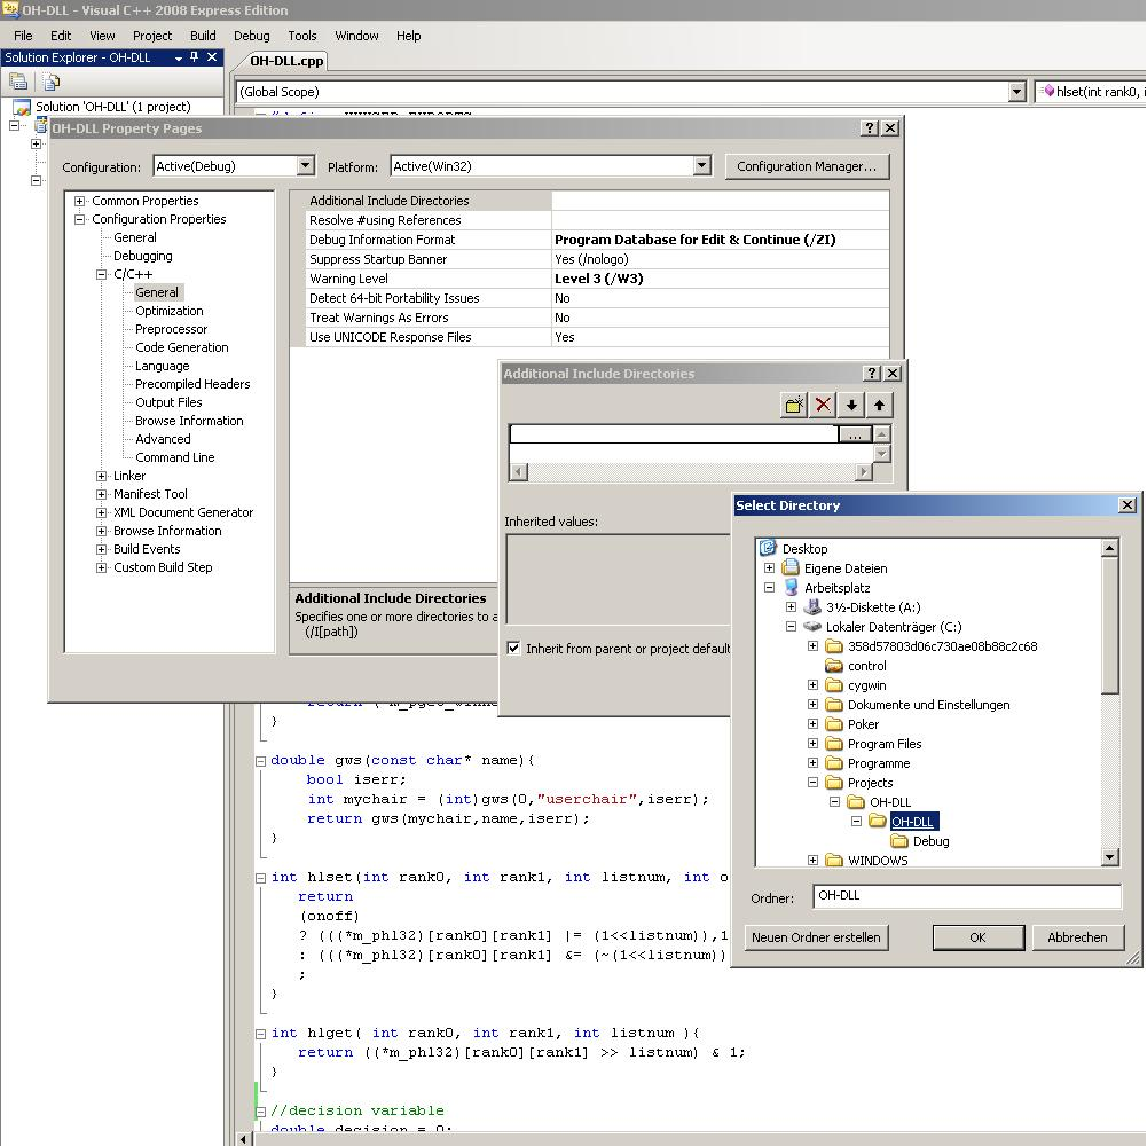 OH-DLL - Visual C++ 2008 Express Edition
File Edit View Project Build Debug Tools Window Help
Solution Explorer - OH-DLL
OH-DLL.cpp
(Global Scope)
hlset(int rank0, i
Solution 'OH-DLL' (1 project)
OH-DLL Property Pages
Configuration: Active(Debug) Platform: Active(Win32) Configuration Manager...
Common Properties
Configuration Properties
General
Debugging
C/C++
General
Optimization
Preprocessor
Code Generation
Language
Precompiled Headers
Output Files
Browse Information
Advanced
Command Line
Linker
Manifest Tool
XML Document Generator
Browse Information
Build Events
Custom Build Step
Additional Include Directories
Resolve #using References
Debug Information Format Program Database for Edit & Continue (/ZI)
Suppress Startup Banner Yes (/nologo)
Warning Level Level 3 (/W3)
Detect 64-bit Portability Issues No
Treat Warnings As Errors No
Use UNICODE Response Files Yes
Additional Include Directories
Specifies one or more directories to a
(/I[path])
Additional Include Directories
...
Inherited values:
Inherit from parent or project default
Select Directory
Desktop
Eigene Dateien
Arbeitsplatz
3½-Diskette (A:)
Lokaler Datenträger (C:)
358d57803d06c730ae08b88c2c68
control
cygwin
Dokumente und Einstellungen
Poker
Program Files
Programme
Projects
OH-DLL
OH-DLL
Debug
WINDOWS
Ordner: OH-DLL
Neuen Ordner erstellen OK Abbrechen
}
double gws(const char* name){
bool iserr;
int mychair = (int)gws(0,"userchair",iserr);
return gws(mychair,name,iserr);
}
int hlset(int rank0, int rank1, int listnum, int o
return
(onoff)
? (((*m_phl32)[rank0][rank1] |= (1<<listnum)),1
: (((*m_phl32)[rank0][rank1] &= (~(1<<listnum))
;
}
int hlget( int rank0, int rank1, int listnum ){
return ((*m_phl32)[rank0][rank1] >> listnum) & 1;
}
//decision variable
double decision = 0;